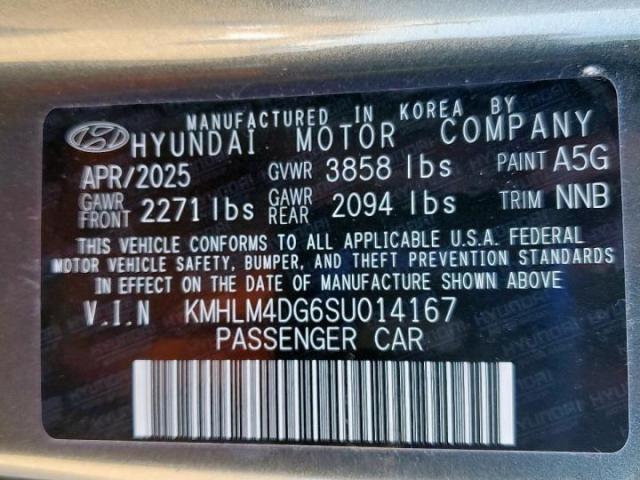 MANUFACTURED IN KOREA BY
HYUNDAI MOTOR COMPANY
APR/2025 GVWR 3858 lbs PAINT A5G
GAWR FRONT 2271 lbs GAWR REAR 2094 lbs TRIM NNB
THIS VEHICLE CONFORMS TO ALL APPLICABLE U.S.A. FEDERAL
MOTOR VEHICLE SAFETY, BUMPER, AND THEFT PREVENTION STANDARDS
IN EFFECT ON THE DATE OF MANUFACTURE SHOWN ABOVE
V.I.N KMHLM4DG6SU014167
PASSENGER CAR